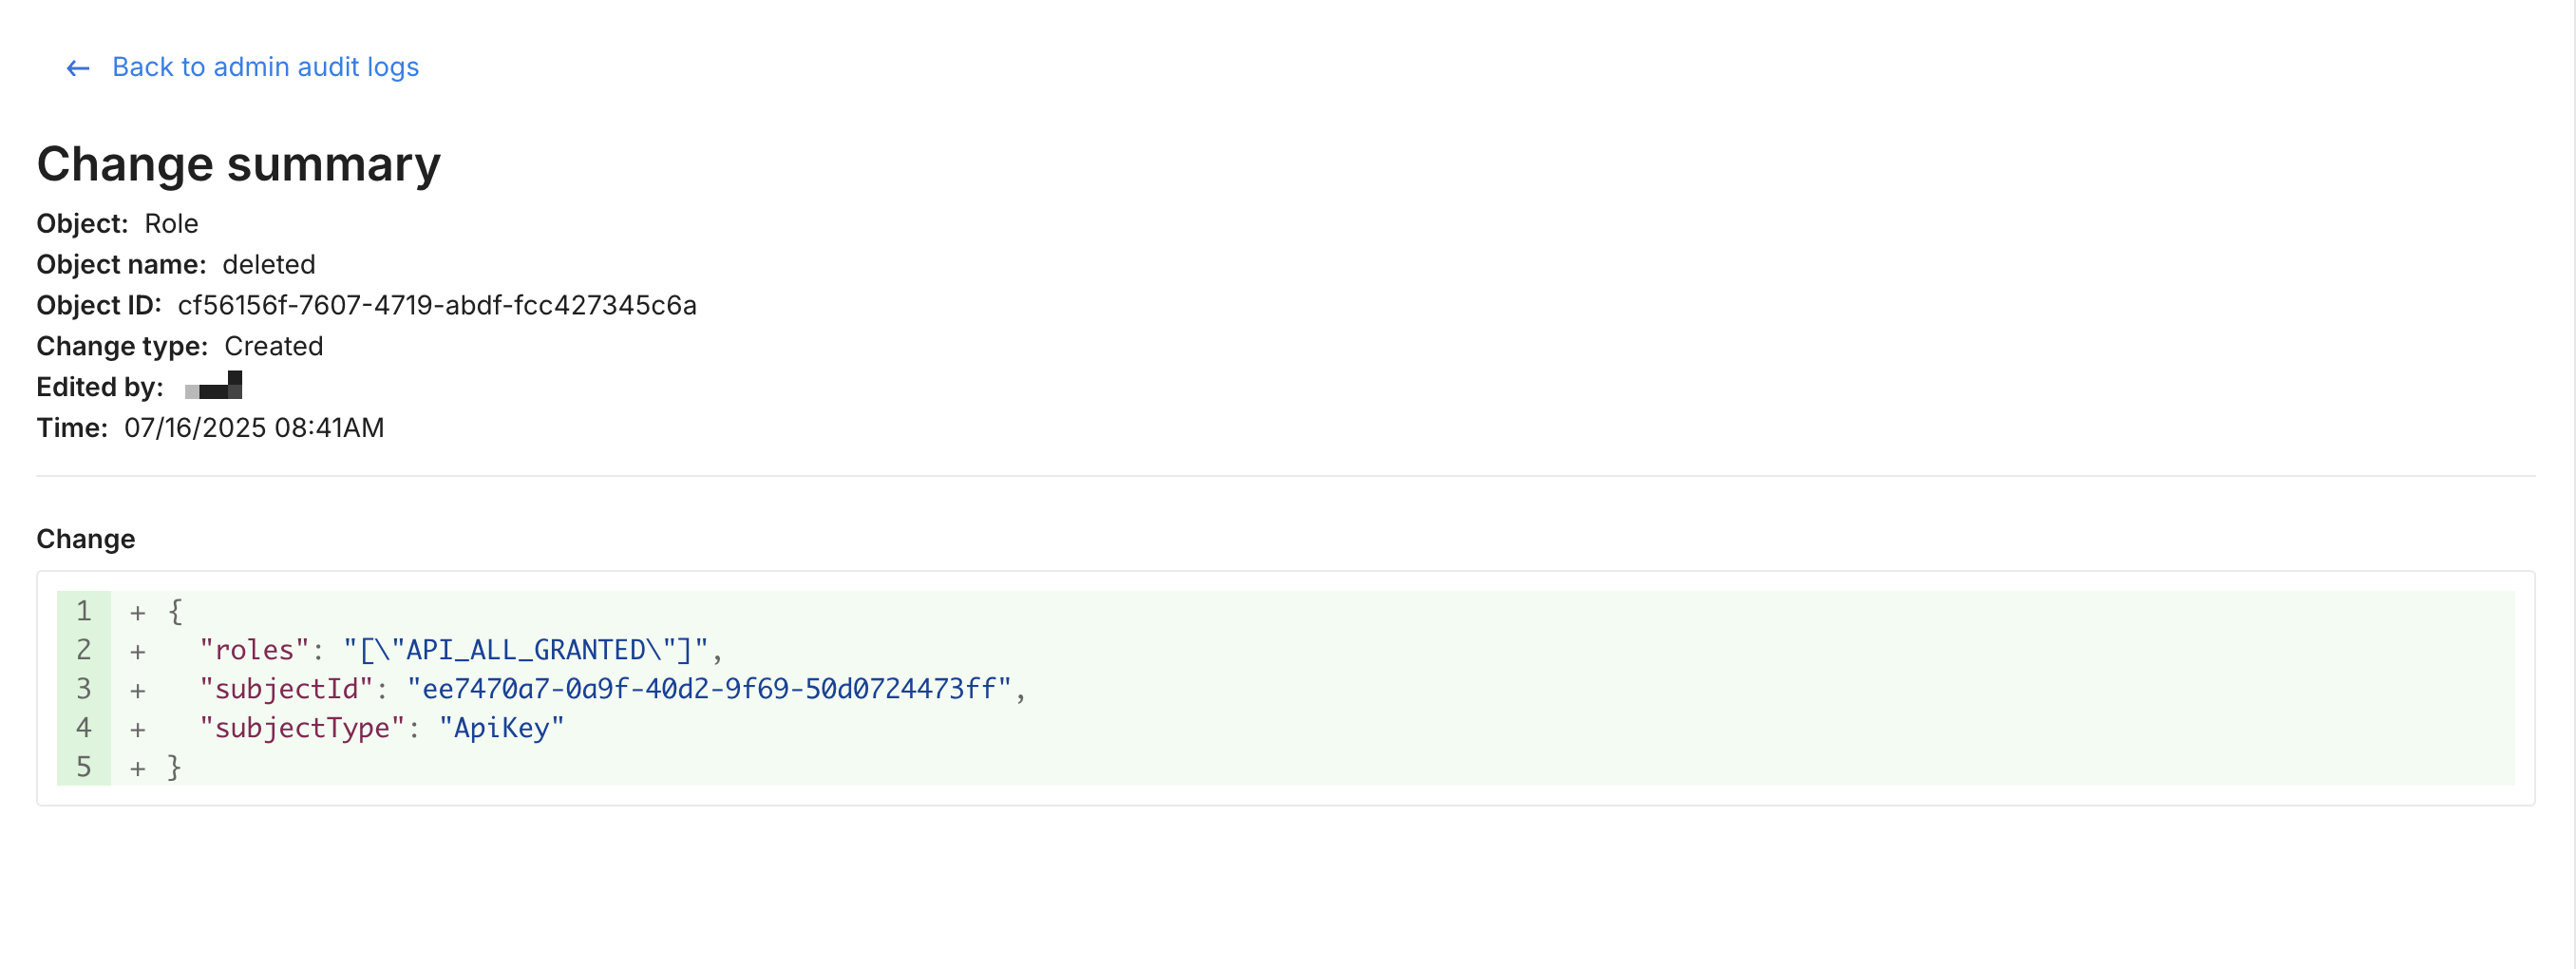 ← Back to admin audit logs
Change summary
Object: Role
Object name: deleted
Object ID: cf56156f-7607-4719-abdf-fcc427345c6a
Change type: Created
Edited by:
Time: 07/16/2025 08:41AM
Change
1 + {
2 + "roles": "[\"API_ALL_GRANTED\"]",
3 + "subjectId": "ee7470a7-0a9f-40d2-9f69-50d0724473ff",
4 + "subjectType": "ApiKey"
5 + }